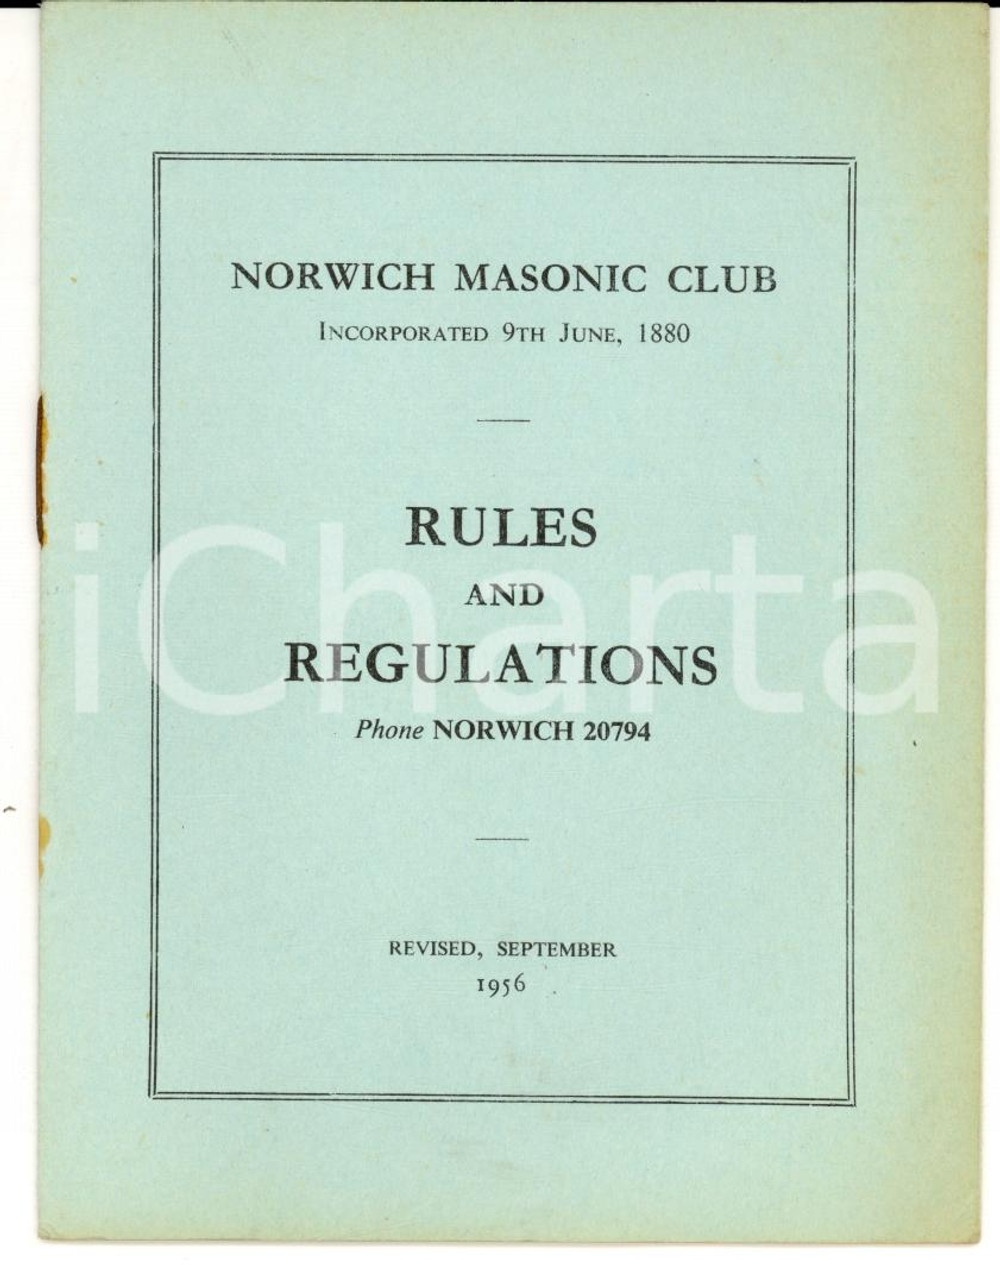 NORWICH MASONIC CLUB
INCORPORATED 9TH JUNE, 1880
RULES
AND
REGULATIONS
Phone NORWICH 20794
REVISED, SEPTEMBER
1956
iCharta